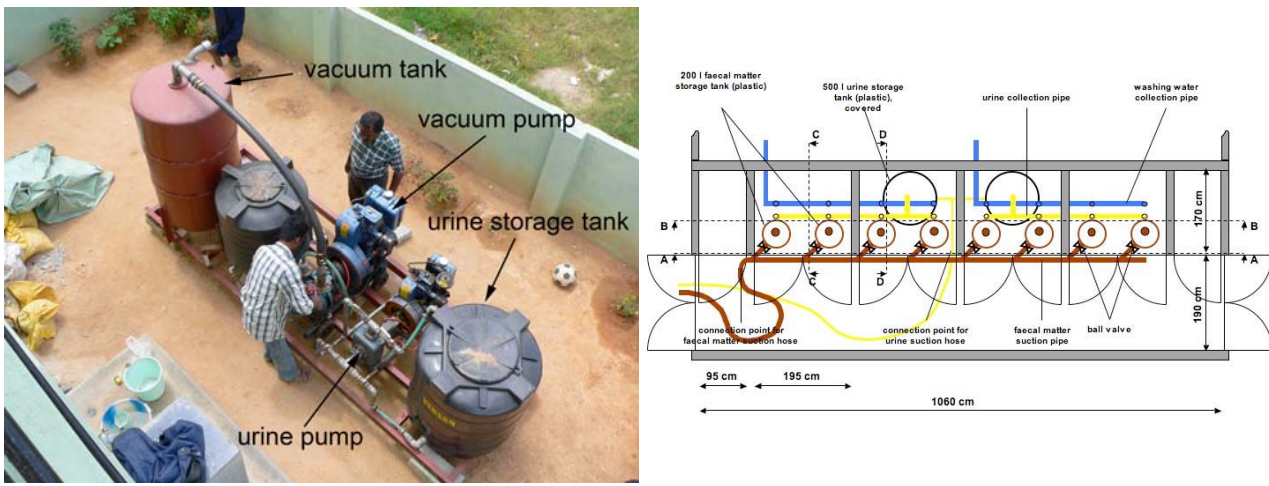 vacuum tank
vacuum pump
urine storage tank
urine pump
200 l faecal matter
storage tank (plastic)
500 l urine storage
tank (plastic),
covered
urine collection pipe
washing water
collection pipe
C
D
B
B
A
A
C
D
170 cm
190 cm
connection point for
faecal matter suction hose
connection point for
urine suction hose
faecal matter
suction pipe
ball valve
95 cm
195 cm
1060 cm